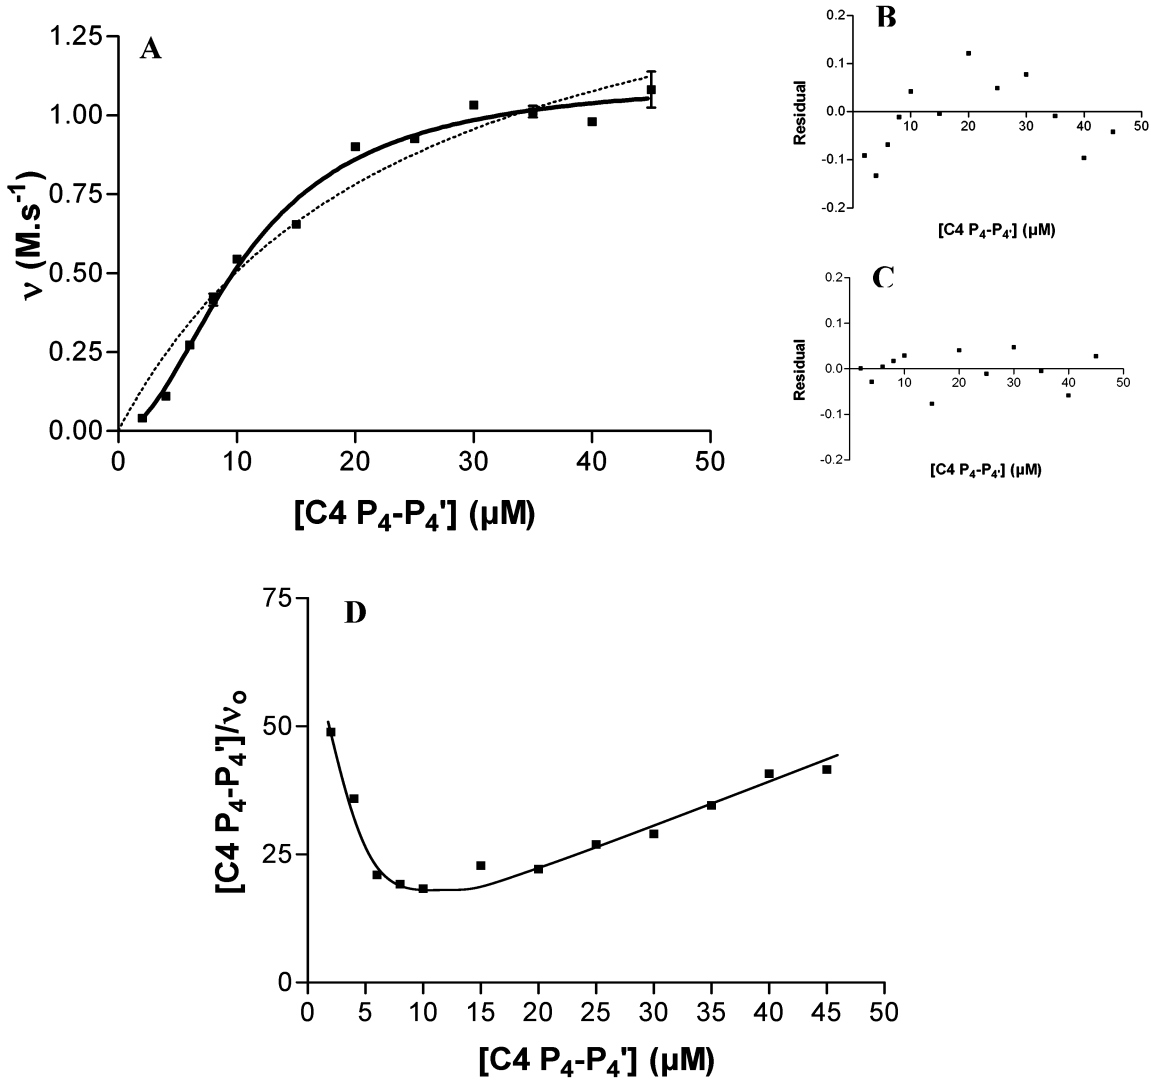 A
1.25
1.00
0.75
0.50
0.25
0.00
ν (M.s⁻¹)
0 10 20 30 40 50
[C4 P₄-P₄'] (μM)
B
0.2
0.1
0.0
-0.1
-0.2
Residual
10 20 30 40 50
[C4 P₄-P₄'] (μM)
C
0.2
0.1
0.0
-0.1
-0.2
Residual
10 20 30 40 50
[C4 P₄-P₄'] (μM)
D
75
50
25
0
[C4 P₄-P₄']/νₒ
0 5 10 15 20 25 30 35 40 45 50
[C4 P₄-P₄'] (μM)